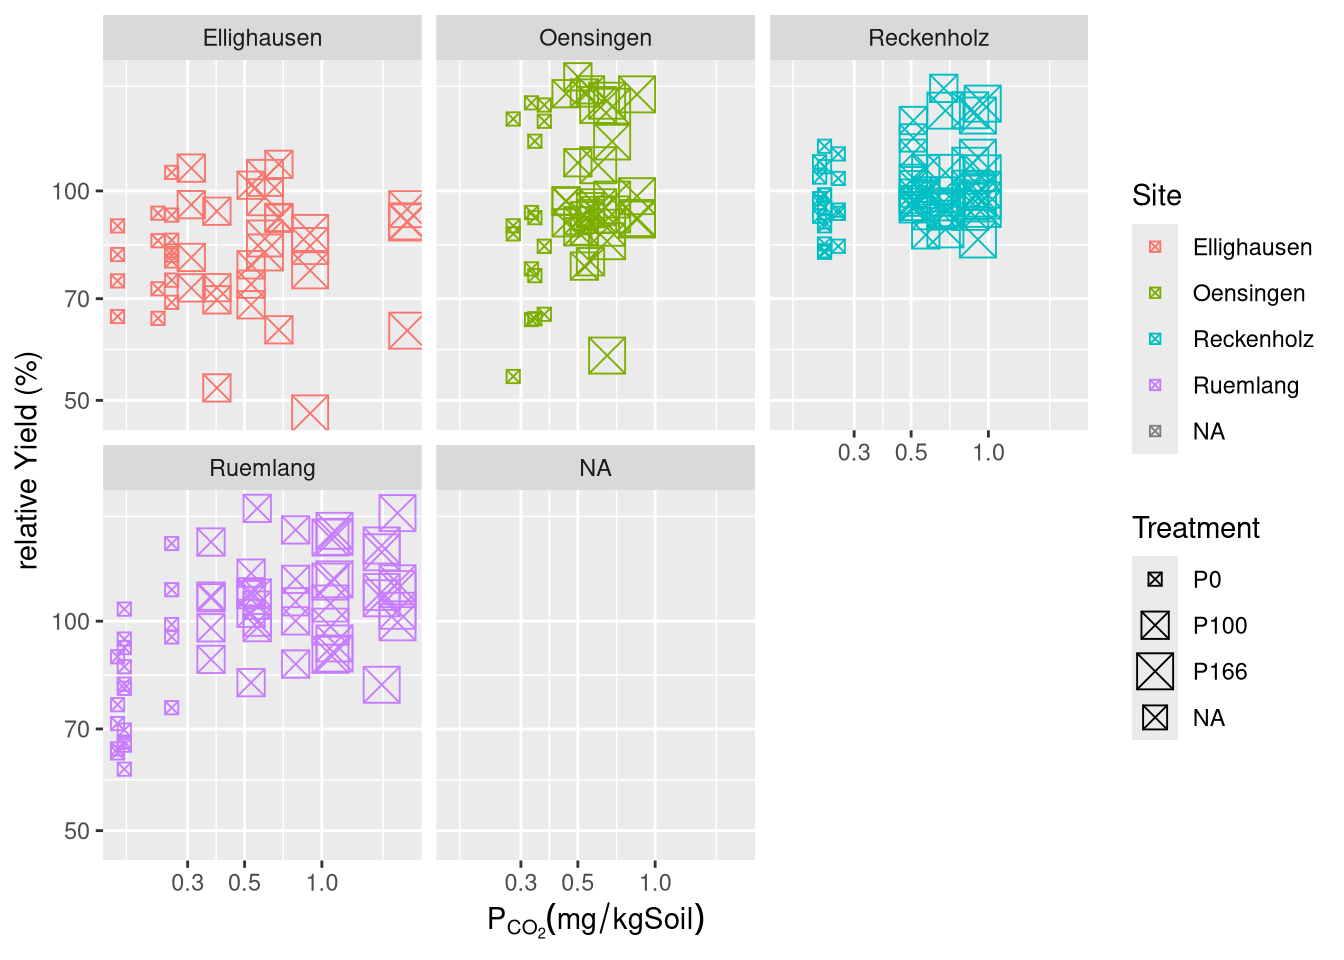 Ellighausen Oensingen Reckenholz
100
70
50
0.3 0.5 1.0
Ruemlang NA
100
70
50
0.3 0.5 1.0 0.3 0.5 1.0
relative Yield (%)
P_CO₂(mg/kgSoil)
Site
Ellighausen
Oensingen
Reckenholz
Ruemlang
NA
Treatment
P0
P100
P166
NA